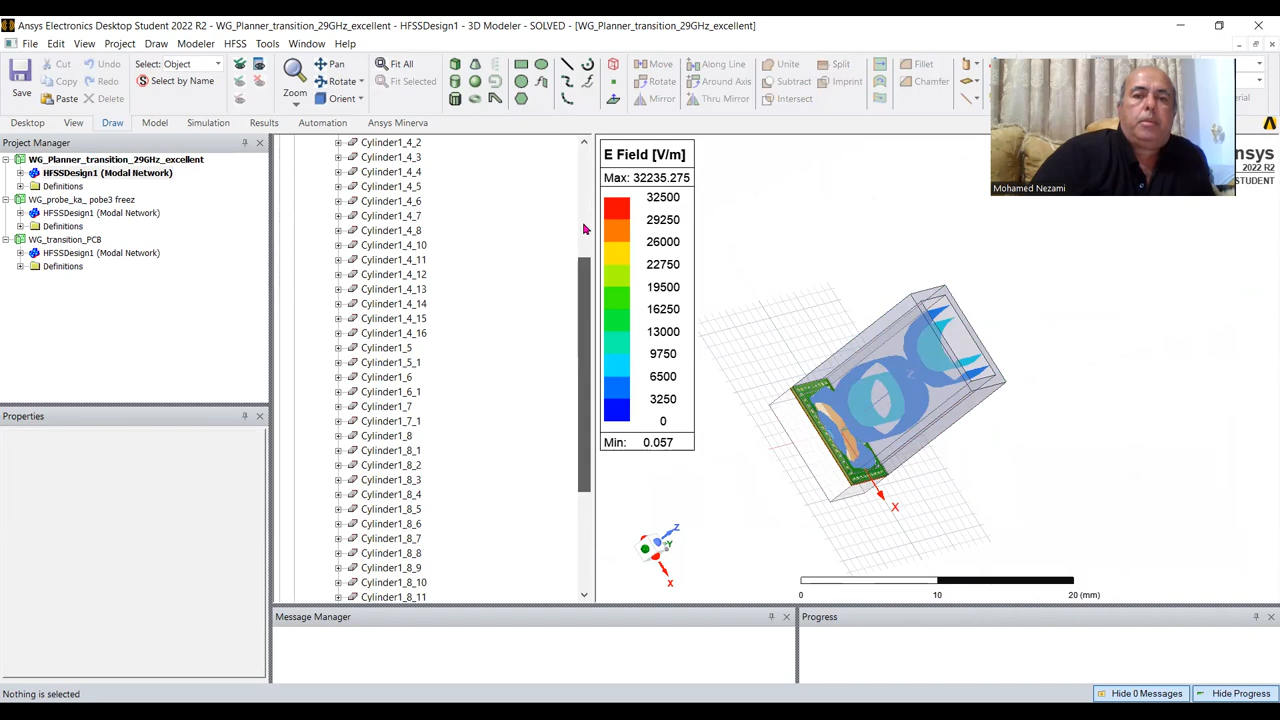 Ansys Electronics Desktop Student 2022 R2 - WG_Planner_transition_29GHz_excellent - HFSSDesign1 - 3D Modeler - SOLVED - [WG_Planner_transition_29GHz_excellent]
File Edit View Project Draw Modeler HFSS Tools Window Help
Save
Cut Undo
Copy Redo
Paste Delete
Select: Object
Select by Name
Zoom
Pan
Rotate
Orient
Fit All
Fit Selected
Move Along Line
Rotate Around Axis
Mirror Thru Mirror
Unite Split
Subtract Imprint
Intersect
Fillet
Chamfer
Desktop View Draw Model Simulation Results Automation Ansys Minerva
Project Manager
WG_Planner_transition_29GHz_excellent
HFSSDesign1 (Modal Network)
Definitions
WG_probe_ka_ pobe3 freez
HFSSDesign1 (Modal Network)
Definitions
WG_transition_PCB
HFSSDesign1 (Modal Network)
Definitions
Properties
Cylinder1_4_2
Cylinder1_4_3
Cylinder1_4_4
Cylinder1_4_5
Cylinder1_4_6
Cylinder1_4_7
Cylinder1_4_8
Cylinder1_4_10
Cylinder1_4_11
Cylinder1_4_12
Cylinder1_4_13
Cylinder1_4_14
Cylinder1_4_15
Cylinder1_4_16
Cylinder1_5
Cylinder1_5_1
Cylinder1_6
Cylinder1_6_1
Cylinder1_7
Cylinder1_7_1
Cylinder1_8
Cylinder1_8_1
Cylinder1_8_2
Cylinder1_8_3
Cylinder1_8_4
Cylinder1_8_5
Cylinder1_8_6
Cylinder1_8_7
Cylinder1_8_8
Cylinder1_8_9
Cylinder1_8_10
Cylinder1_8_11
E Field [V/m]
Max: 32235.275
32500
29250
26000
22750
19500
16250
13000
9750
6500
3250
0
Min: 0.057
Mohamed Nezami
nsys
2022 R2
STUDENT
X
Z
Y
X
0 10 20 (mm)
Message Manager
Progress
Nothing is selected
Hide 0 Messages
Hide Progress